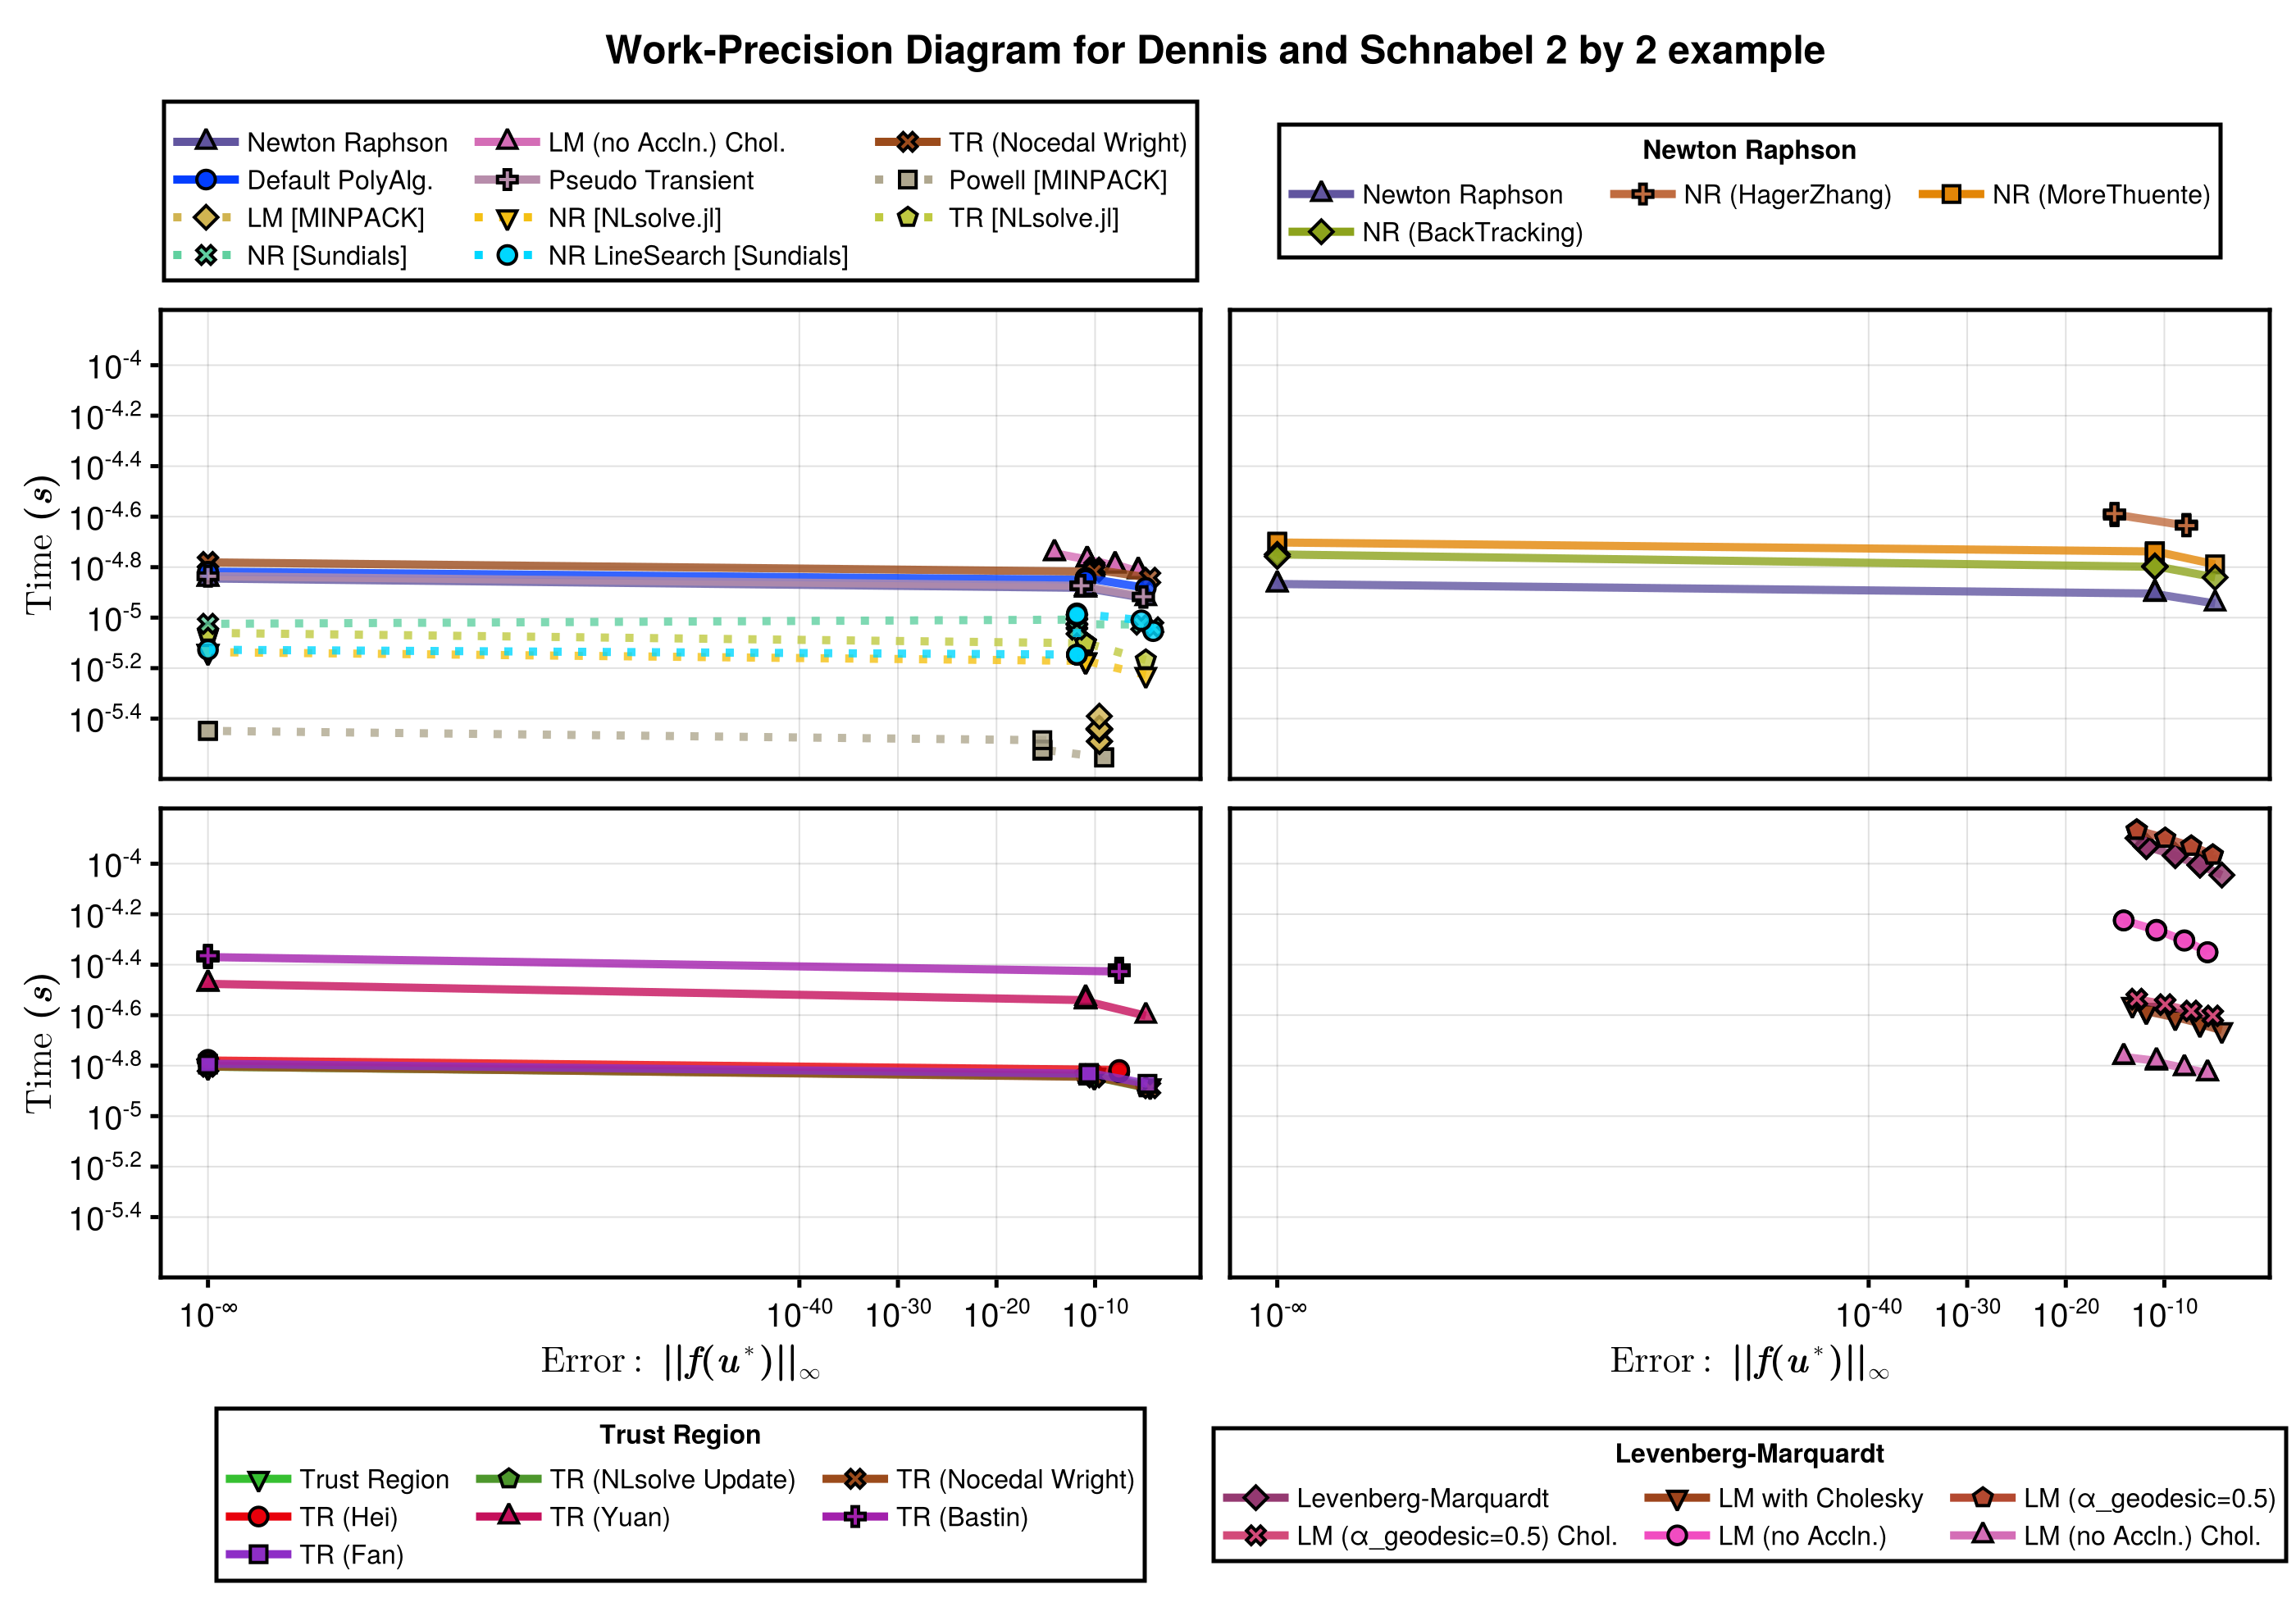 Work-Precision Diagram for Dennis and Schnabel 2 by 2 example
Newton Raphson LM (no Accln.) Chol. TR (Nocedal Wright)
Default PolyAlg. Pseudo Transient Powell [MINPACK]
LM [MINPACK] NR [NLsolve.jl] TR [NLsolve.jl]
NR [Sundials] NR LineSearch [Sundials]
Newton Raphson
Newton Raphson NR (HagerZhang) NR (MoreThuente)
NR (BackTracking)
Time (s)
10^-4
10^-4.2
10^-4.4
10^-4.6
10^-4.8
10^-5
10^-5.2
10^-5.4
Time (s)
10^-4
10^-4.2
10^-4.4
10^-4.6
10^-4.8
10^-5
10^-5.2
10^-5.4
10^-∞ 10^-40 10^-30 10^-20 10^-10
10^-∞ 10^-40 10^-30 10^-20 10^-10
Error: ||f(u*)||∞
Error: ||f(u*)||∞
Trust Region
Trust Region TR (NLsolve Update) TR (Nocedal Wright)
TR (Hei) TR (Yuan) TR (Bastin)
TR (Fan)
Levenberg-Marquardt
Levenberg-Marquardt LM with Cholesky LM (α_geodesic=0.5)
LM (α_geodesic=0.5) Chol. LM (no Accln.) LM (no Accln.) Chol.